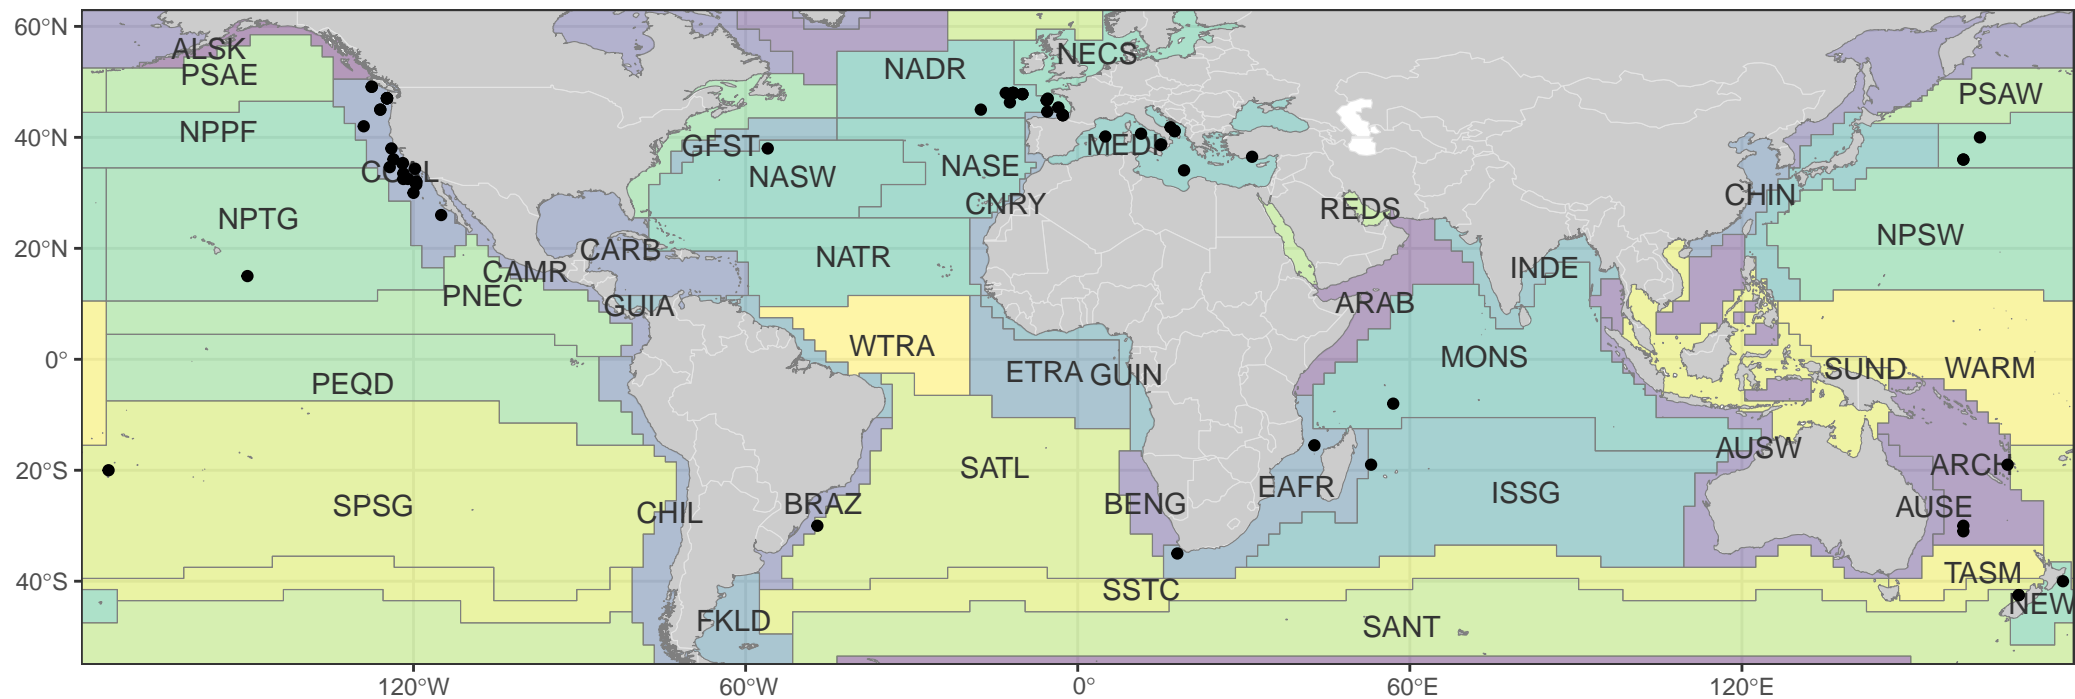 60°N
ALSK
NECS
PSAE
NADR
PSAW
NPPF
40°N
GFST
MEDI
NASE
CCAL
NASW
CHIN
CNRY
REDS
NPTG
NPSW
20°N
CARB
NATR
CAMR
INDE
PNEC
GUIA
ARAB
WTRA
0°
MONS
ETRA GUIN
SUND
WARM
PEQD
AUSW
20°S
SATL
ARCH
EAFR
ISSG
SPSG
BRAZ
BENG
AUSE
CHIL
TASM
40°S
SSTC
NEWZ
FKLD
SANT
120°W
60°W
0°
60°E
120°E